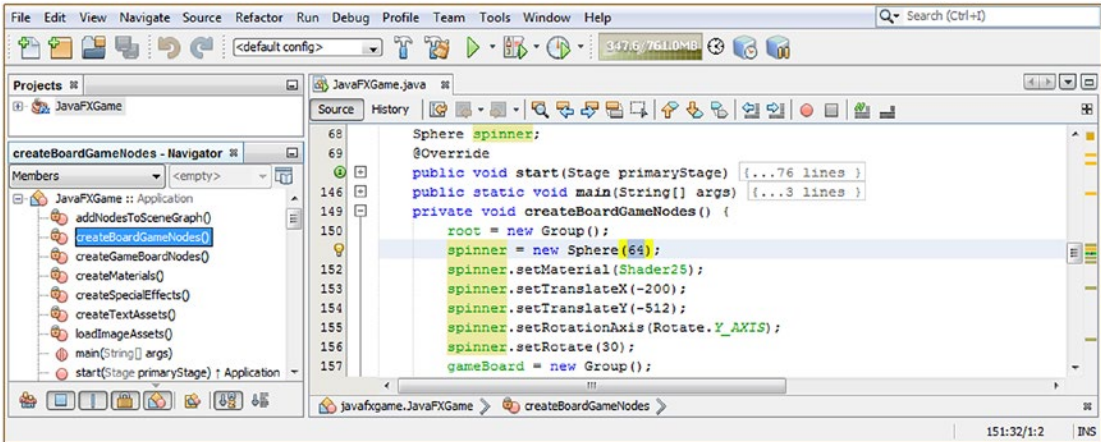 File Edit View Navigate Source Refactor Run Debug Profile Team Tools Window Help
Search (Ctrl+I)
<default config>
347.6/761.0MB
Projects
JavaFXGame
createBoardGameNodes - Navigator
Members
<empty>
JavaFXGame :: Application
addNodesToSceneGraph()
createBoardGameNodes()
createGameBoardNodes()
createMaterials()
createSpecialEffects()
createTextAssets()
loadImageAssets()
main(String[] args)
start(Stage primaryStage) ↑ Application
JavaFXGame.java
Source History
68 Sphere spinner;
69 @Override
public void start(Stage primaryStage) {...76 lines }
146 public static void main(String[] args) {...3 lines }
149 private void createBoardGameNodes() {
150 root = new Group();
spinner = new Sphere(64);
152 spinner.setMaterial(Shader25);
153 spinner.setTranslateX(-200);
154 spinner.setTranslateY(-512);
155 spinner.setRotationAxis(Rotate.Y_AXIS);
156 spinner.setRotate(30);
157 gameBoard = new Group();
javafxgame.JavaFXGame createBoardGameNodes
151:32/1:2 INS